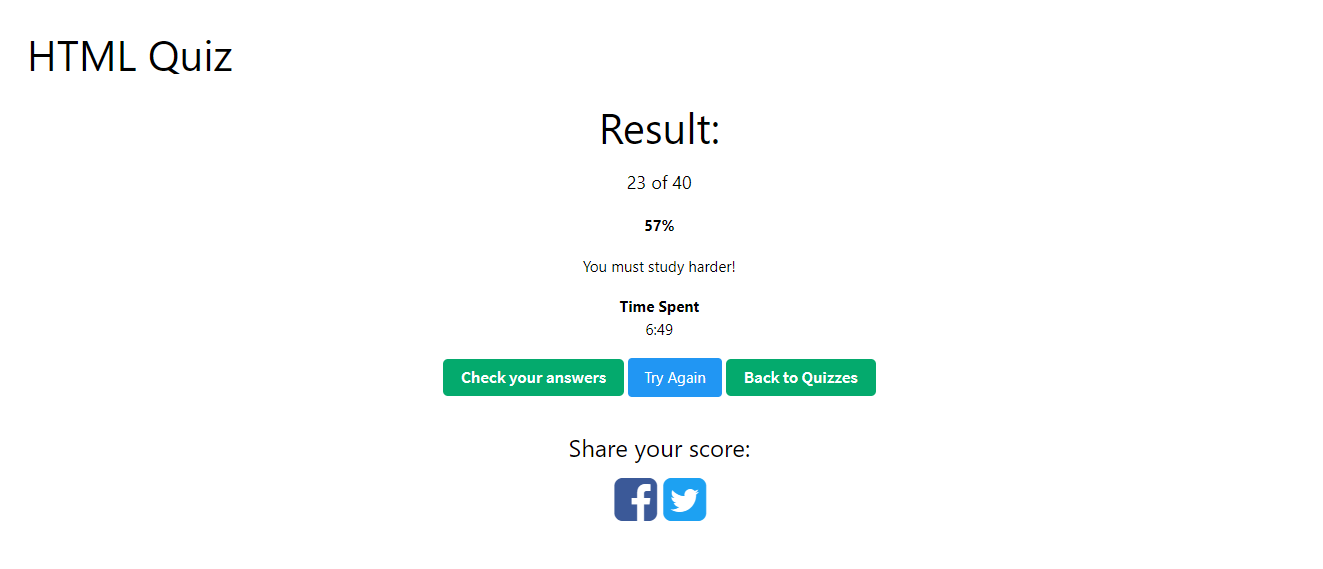 HTML Quiz
Result:
23 of 40
57%
You must study harder!
Time Spent
6:49
Check your answers Try Again Back to Quizzes
Share your score: